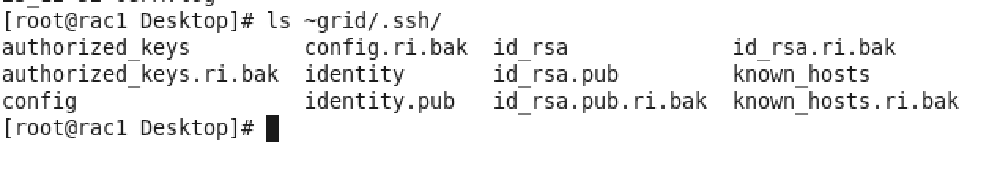 [root@rac1 Desktop]# ls ~grid/.ssh/
authorized_keys         config.ri.bak  id_rsa             id_rsa.ri.bak
authorized_keys.ri.bak  identity       id_rsa.pub         known_hosts
config                  identity.pub   id_rsa.pub.ri.bak  known_hosts.ri.bak
[root@rac1 Desktop]#